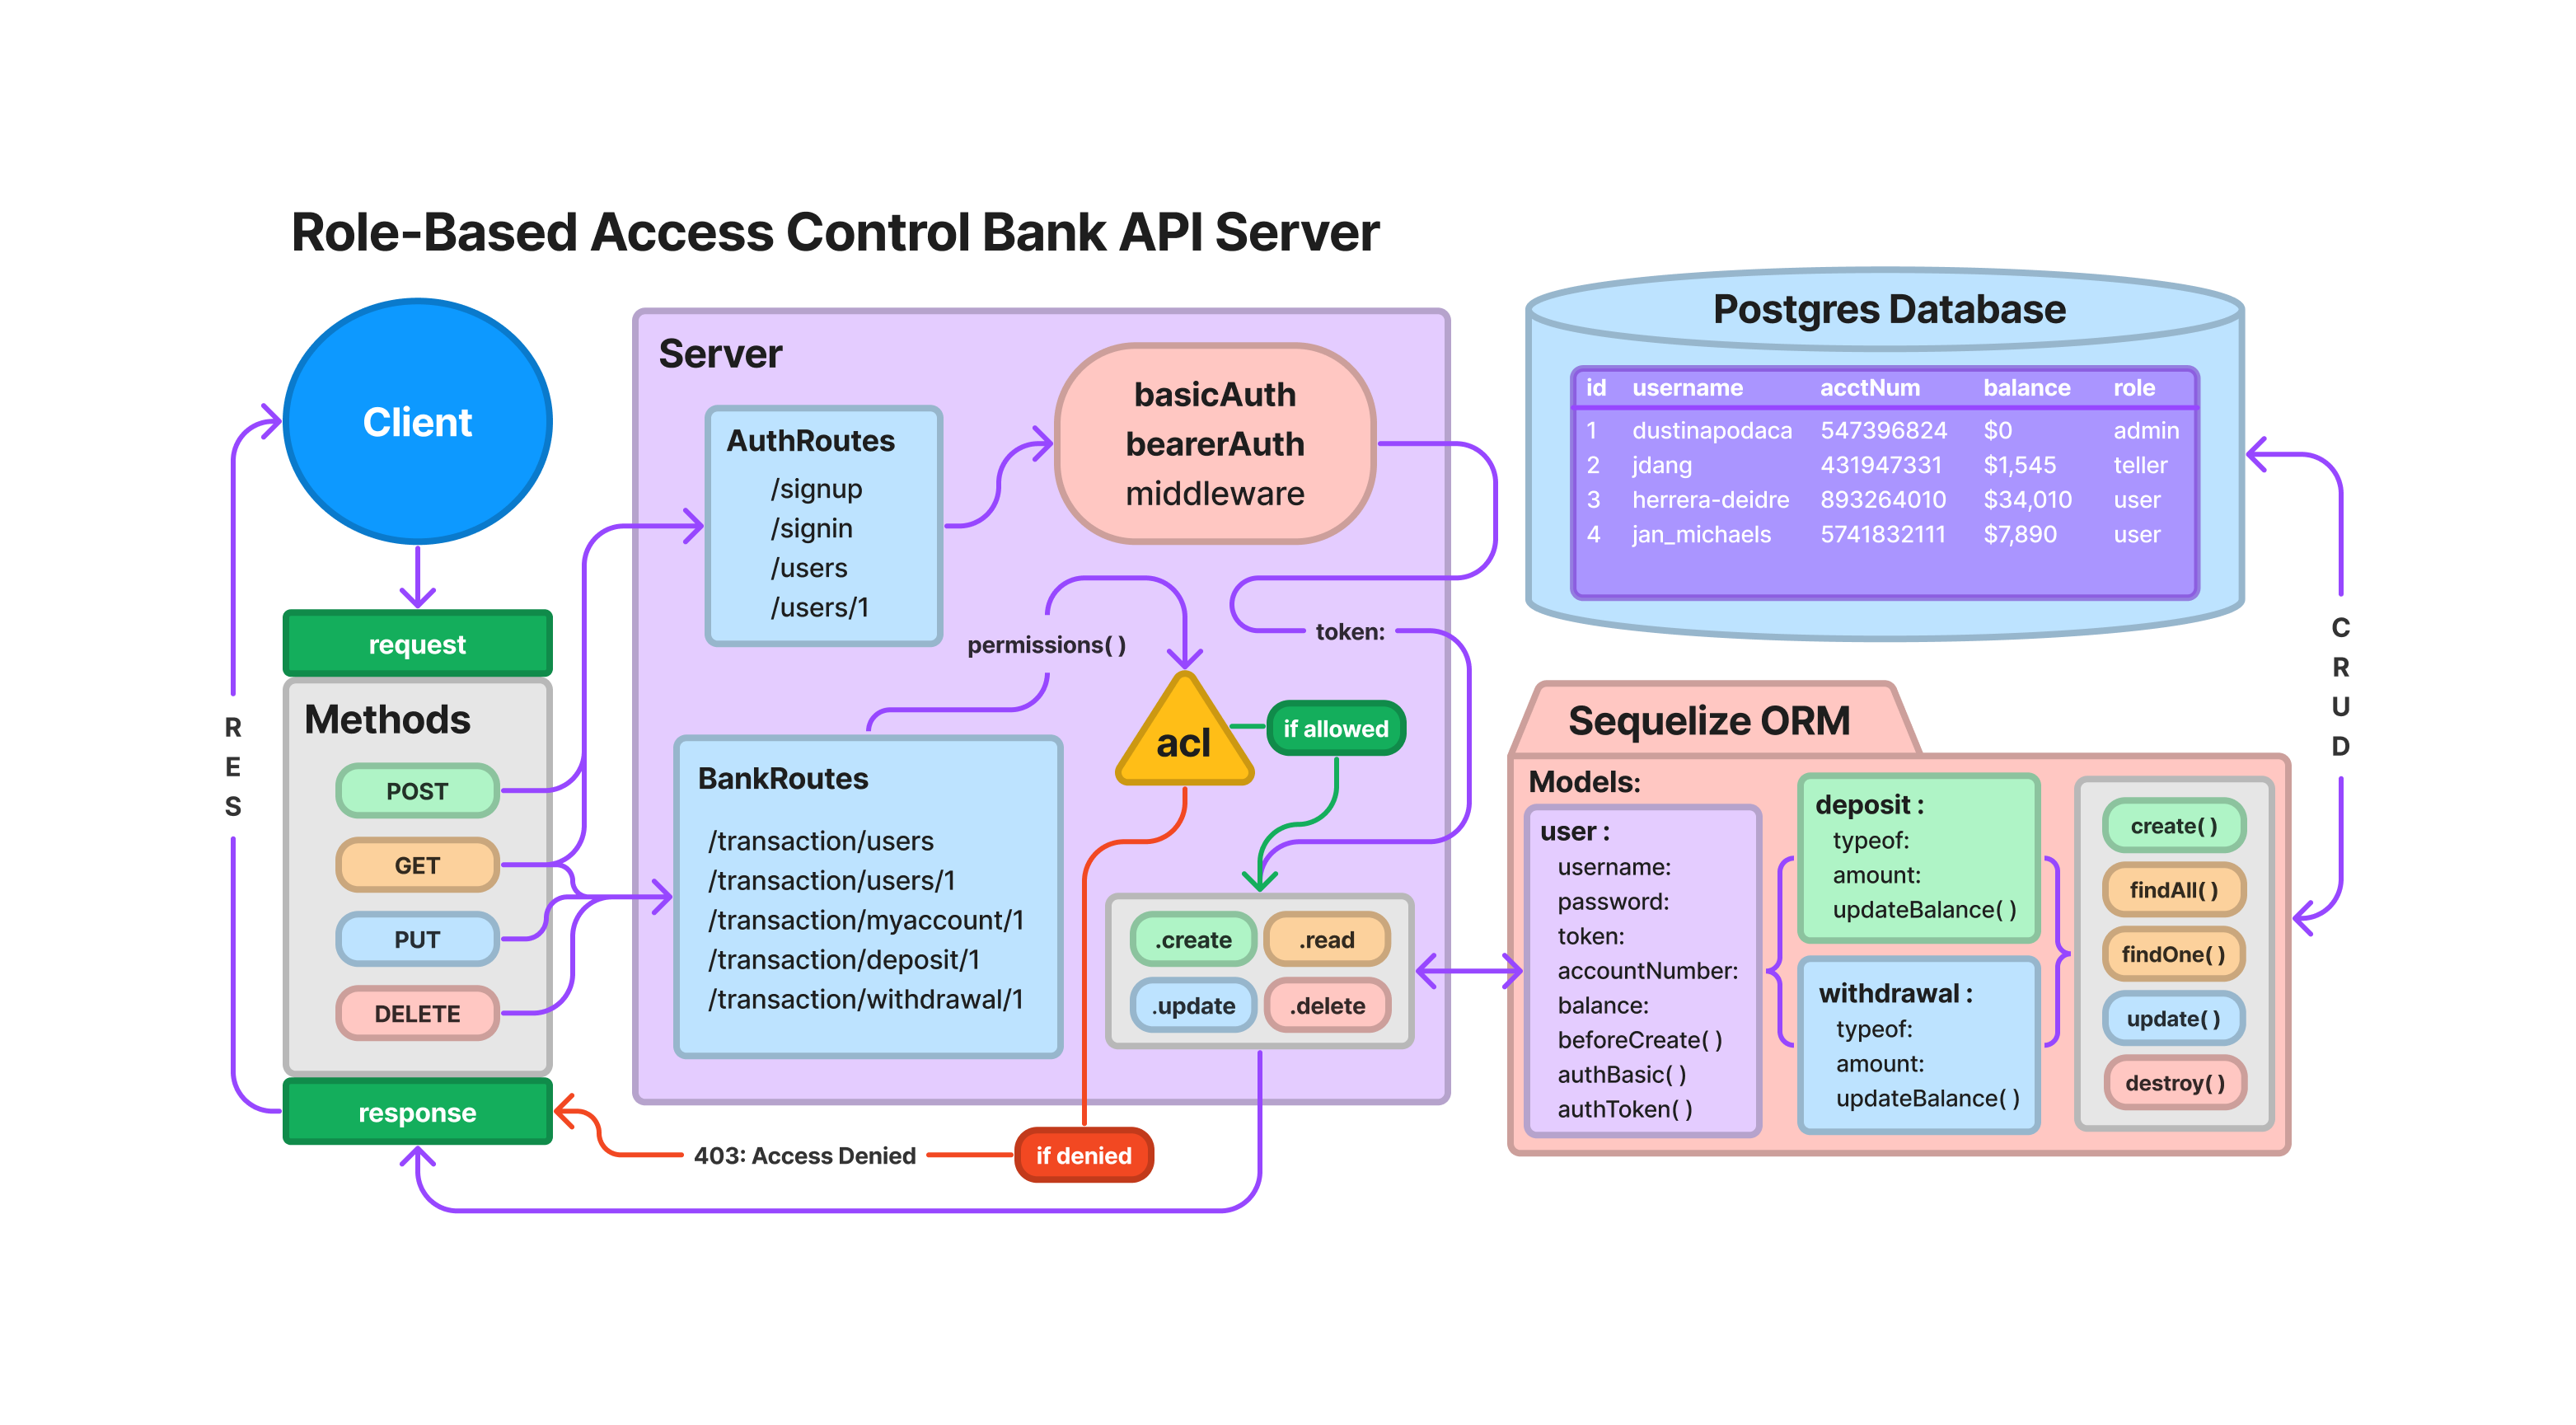 Role-Based Access Control Bank API Server
Client
request
Methods
POST
GET
PUT
DELETE
response
R
E
S
Server
AuthRoutes
/signup
/signin
/users
/users/1
basicAuth
bearerAuth
middleware
permissions( )
token:
acl
if allowed
BankRoutes
/transaction/users
/transaction/users/1
/transaction/myaccount/1
/transaction/deposit/1
/transaction/withdrawal/1
.create .read
.update .delete
403: Access Denied
if denied
Postgres Database
id username acctNum balance role
1 dustinapodaca 547396824 $0 admin
2 jdang 431947331 $1,545 teller
3 herrera-deidre 893264010 $34,010 user
4 jan_michaels 5741832111 $7,890 user
C
R
U
D
Sequelize ORM
Models:
user :
username:
password:
token:
accountNumber:
balance:
beforeCreate( )
authBasic( )
authToken( )
deposit :
typeof:
amount:
updateBalance( )
withdrawal :
typeof:
amount:
updateBalance( )
create( )
findAll( )
findOne( )
update( )
destroy( )